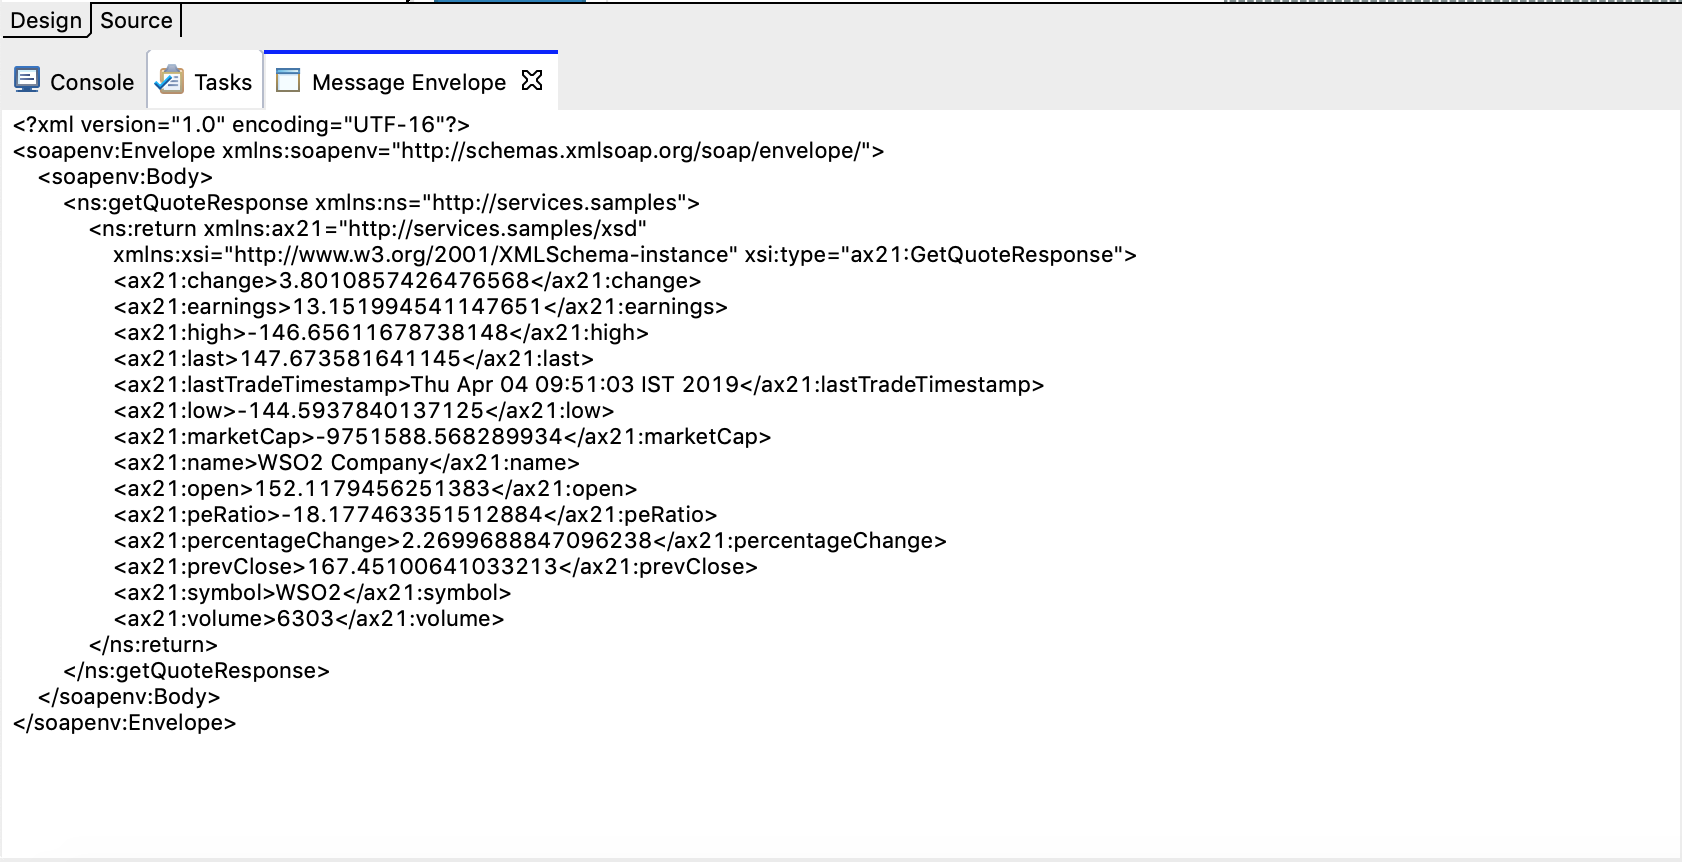 Design Source
Console Tasks Message Envelope
<?xml version="1.0" encoding="UTF-16"?>
<soapenv:Envelope xmlns:soapenv="http://schemas.xmlsoap.org/soap/envelope/">
<soapenv:Body>
<ns:getQuoteResponse xmlns:ns="http://services.samples">
<ns:return xmlns:ax21="http://services.samples/xsd"
xmlns:xsi="http://www.w3.org/2001/XMLSchema-instance" xsi:type="ax21:GetQuoteResponse">
<ax21:change>3.8010857426476568</ax21:change>
<ax21:earnings>13.151994541147651</ax21:earnings>
<ax21:high>-146.65611678738148</ax21:high>
<ax21:last>147.673581641145</ax21:last>
<ax21:lastTradeTimestamp>Thu Apr 04 09:51:03 IST 2019</ax21:lastTradeTimestamp>
<ax21:low>-144.5937840137125</ax21:low>
<ax21:marketCap>-9751588.568289934</ax21:marketCap>
<ax21:name>WSO2 Company</ax21:name>
<ax21:open>152.1179456251383</ax21:open>
<ax21:peRatio>-18.177463351512884</ax21:peRatio>
<ax21:percentageChange>2.2699688847096238</ax21:percentageChange>
<ax21:prevClose>167.45100641033213</ax21:prevClose>
<ax21:symbol>WSO2</ax21:symbol>
<ax21:volume>6303</ax21:volume>
</ns:return>
</ns:getQuoteResponse>
</soapenv:Body>
</soapenv:Envelope>